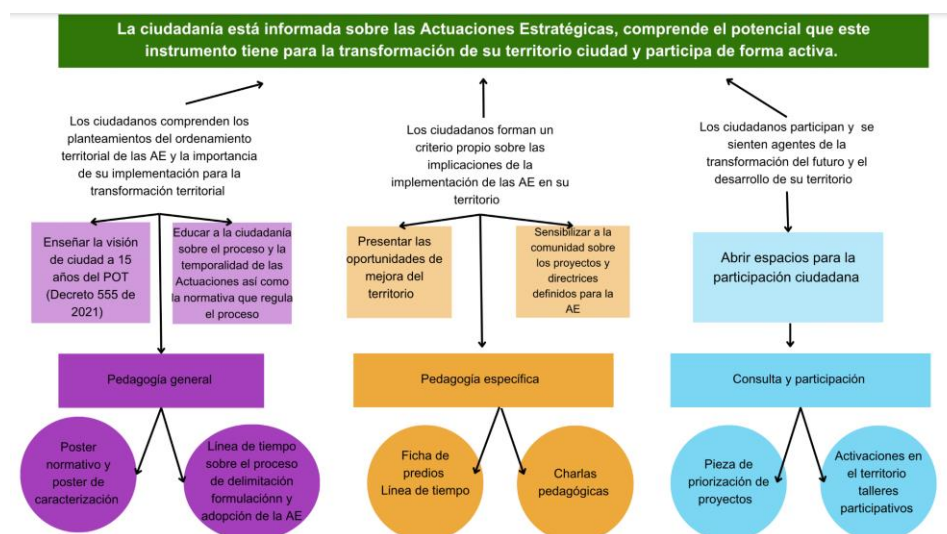 La ciudadanía está informada sobre las Actuaciones Estratégicas, comprende el potencial que este
instrumento tiene para la transformación de su territorio ciudad y participa de forma activa.
Los ciudadanos comprenden los
planteamientos del ordenamiento
territorial de las AE y la importancia
de su implementación para la
transformación territorial
Los ciudadanos forman un
criterio propio sobre las
implicaciones de la
implementación de las AE en su
territorio
Los ciudadanos participan y se
sienten agentes de la
transformación del futuro y el
desarrollo de su territorio
Enseñar la visión
de ciudad a 15
años del POT
(Decreto 555 de
2021)
Educar a la ciudadanía
sobre el proceso y la
temporalidad de las
Actuaciones así como
la normativa que regula
el proceso
Presentar las
oportunidades de
mejora del
territorio
Sensibilizar a la
comunidad sobre
los proyectos y
directrices
definidos para la
AE
Abrir espacios para la
participación ciudadana
Pedagogía general
Pedagogía específica
Consulta y participación
Poster
normativo y
poster de
caracterización
Línea de tiempo
sobre el proceso
de delimitación
formulaciónn y
adopción de la AE
Ficha de
predios
Línea de tiempo
Charlas
pedagógicas
Pieza de
priorización de
proyectos
Activaciones en
el territorio
talleres
participativos